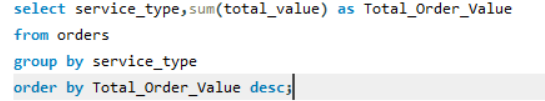 select service_type,sum(total_value) as Total_Order_Value
from orders
group by service_type
order by Total_Order_Value desc;